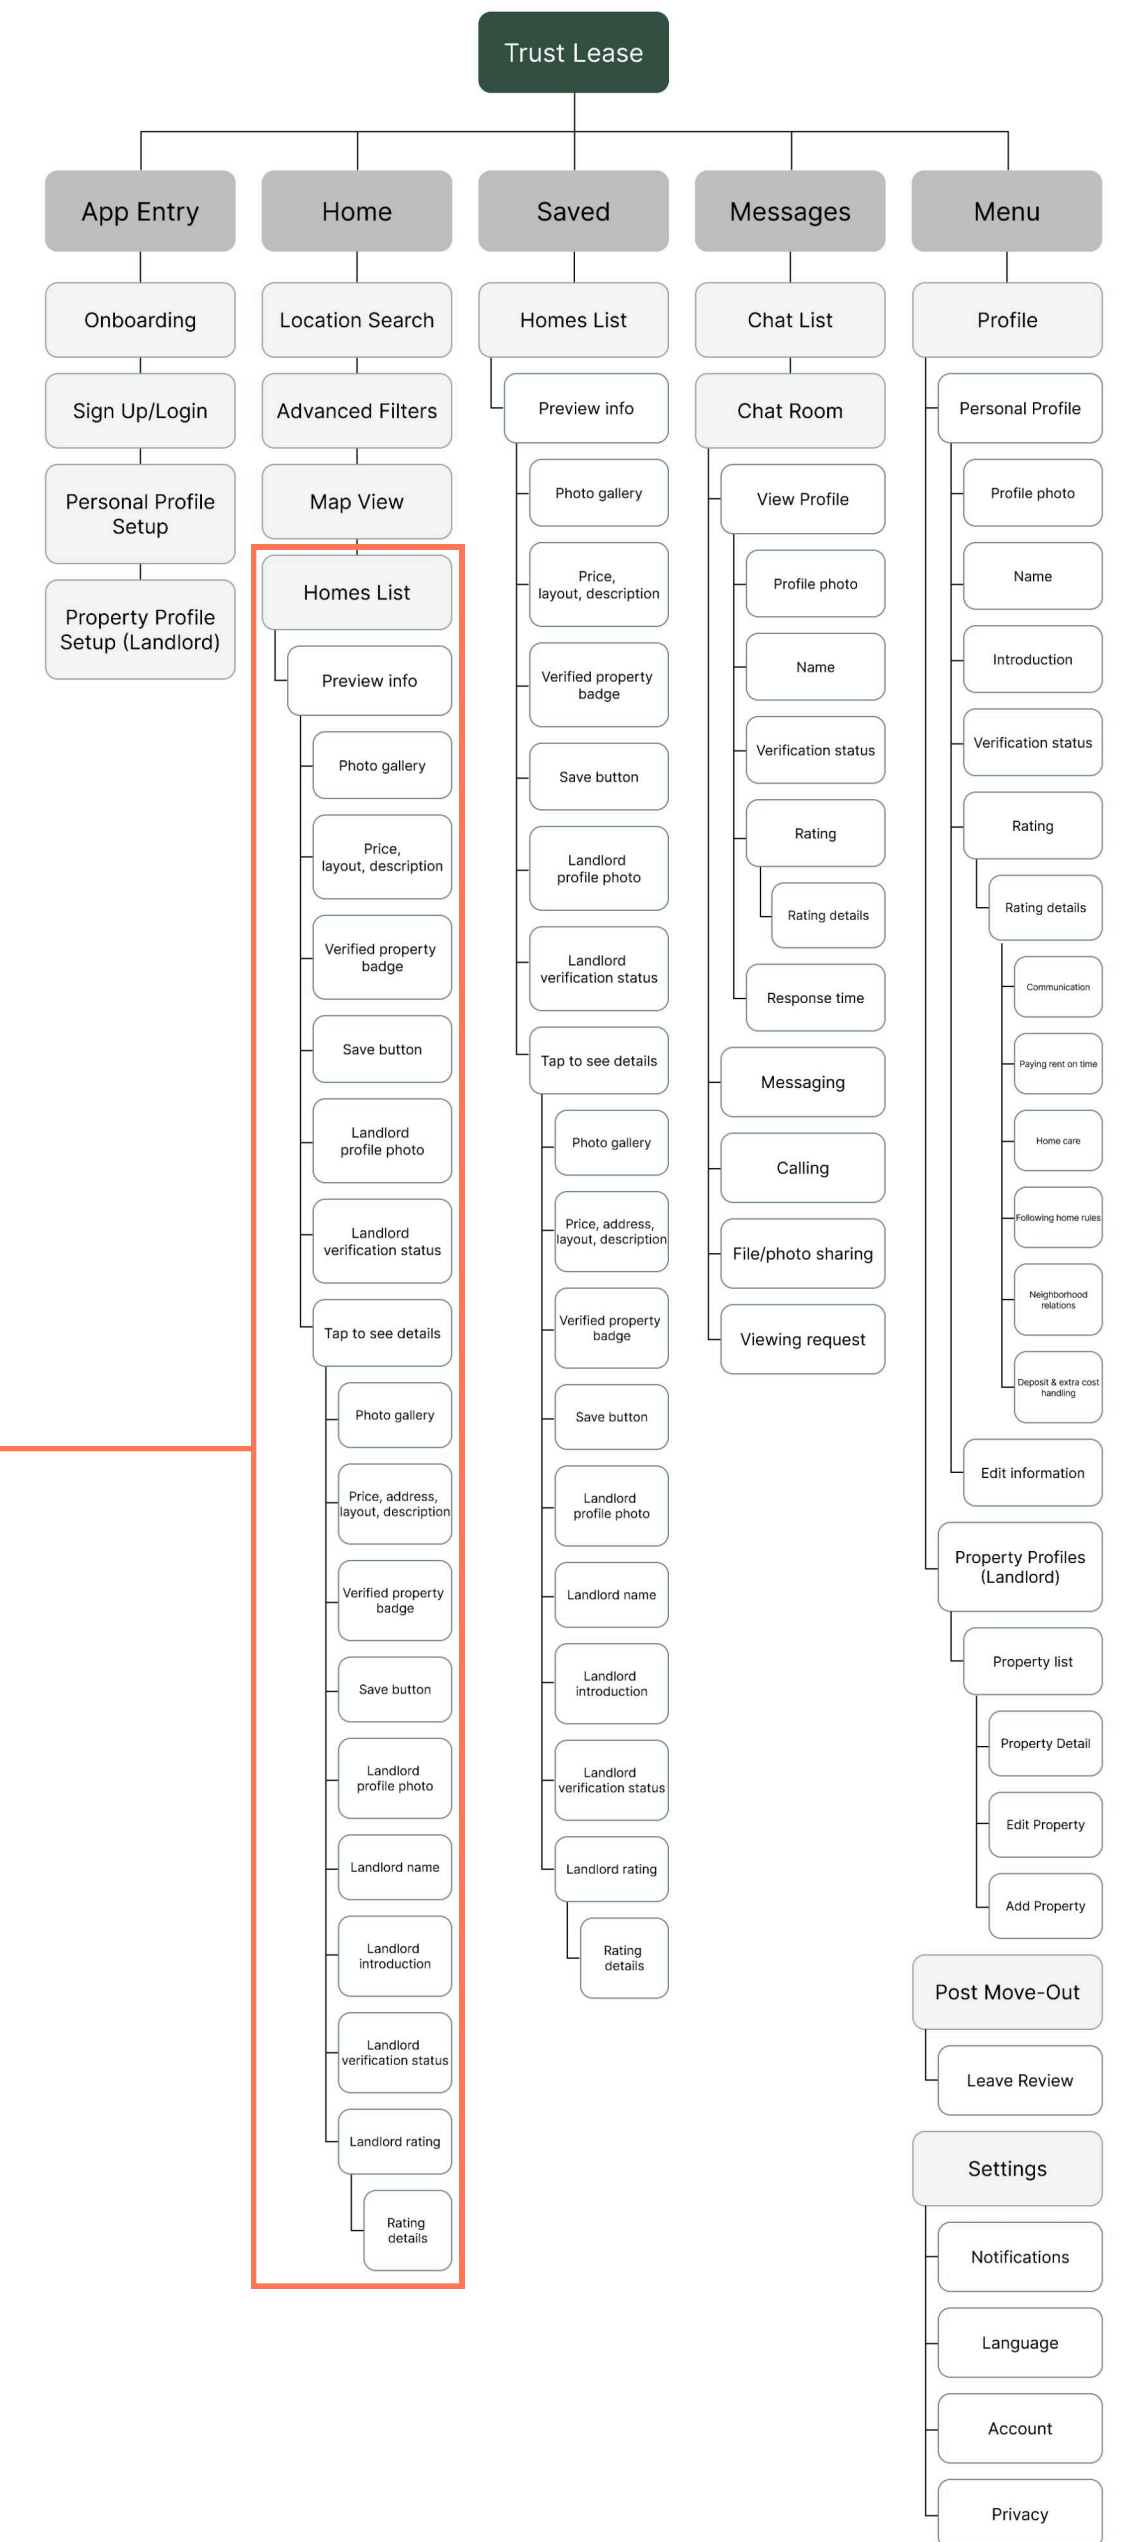 Trust Lease
App Entry
Onboarding
Sign Up/Login
Personal Profile
Setup
Property Profile
Setup (Landlord)
Home
Location Search
Advanced Filters
Map View
Homes List
Preview info
Photo gallery
Price,
layout, description
Verified property
badge
Save button
Landlord
profile photo
Landlord
verification status
Tap to see details
Photo gallery
Price, address,
layout, description
Verified property
badge
Save button
Landlord
profile photo
Landlord name
Landlord
introduction
Landlord
verification status
Landlord rating
Rating
details
Saved
Homes List
Preview info
Photo gallery
Price,
layout, description
Verified property
badge
Save button
Landlord
profile photo
Landlord
verification status
Tap to see details
Photo gallery
Price, address,
layout, description
Verified property
badge
Save button
Landlord
profile photo
Landlord name
Landlord
introduction
Landlord
verification status
Landlord rating
Rating
details
Messages
Chat List
Chat Room
View Profile
Profile photo
Name
Verification status
Rating
Rating details
Response time
Messaging
Calling
File/photo sharing
Viewing request
Menu
Profile
Personal Profile
Profile photo
Name
Introduction
Verification status
Rating
Rating details
Communication
Paying rent on time
Home care
Following home rules
Neighborhood
relations
Deposit & extra cost
handling
Edit information
Property Profiles
(Landlord)
Property list
Property Detail
Edit Property
Add Property
Post Move-Out
Leave Review
Settings
Notifications
Language
Account
Privacy